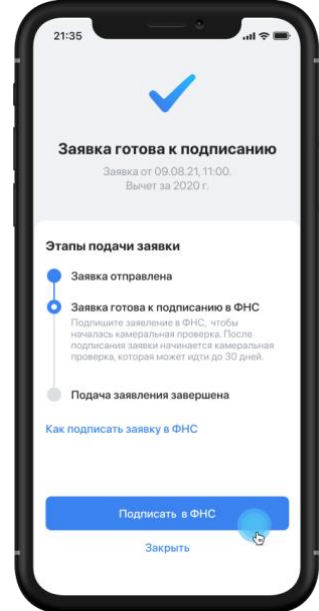 21:35
Заявка готова к подписанию
Заявка от 09.08.21, 11:00.
Вычет за 2020 г.
Этапы подачи заявки
Заявка отправлена
Заявка готова к подписанию в ФНС
Подпишите заявление в ФНС, чтобы
началась камеральная проверка. После
подписания заявки начинается камеральная
проверка, которая может идти до 30 дней.
Подача заявления завершена
Как подписать заявку в ФНС
Подписать в ФНС
Закрыть